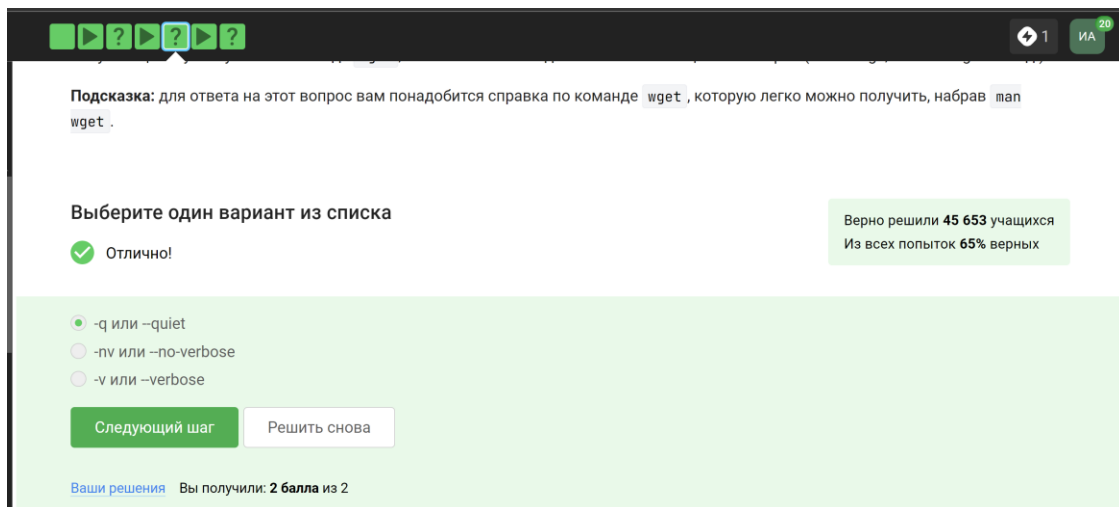 ? ? ?
1
ИА
20
Подсказка: для ответа на этот вопрос вам понадобится справка по команде wget , которую легко можно получить, набрав man
wget .
Выберите один вариант из списка
Отлично!
Верно решили 45 653 учащихся
Из всех попыток 65% верных
-q или --quiet
-nv или --no-verbose
-v или --verbose
Следующий шаг
Решить снова
Ваши решения Вы получили: 2 балла из 2